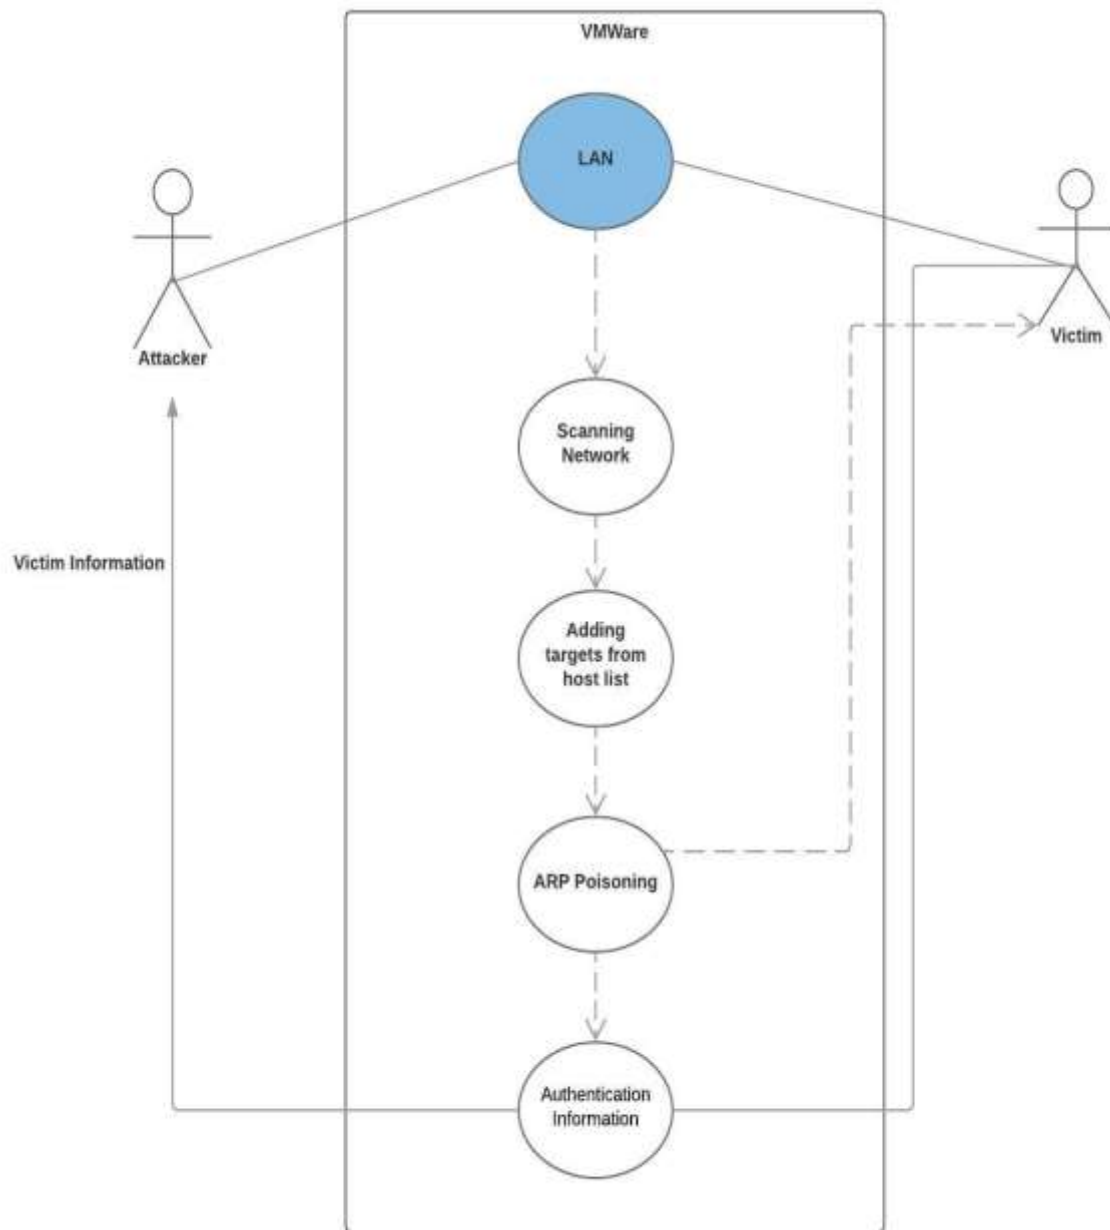 VMWare
LAN
Attacker
Victim
Scanning
Network
Victim Information
Adding
targets from
host list
ARP Poisoning
Authentication
Information